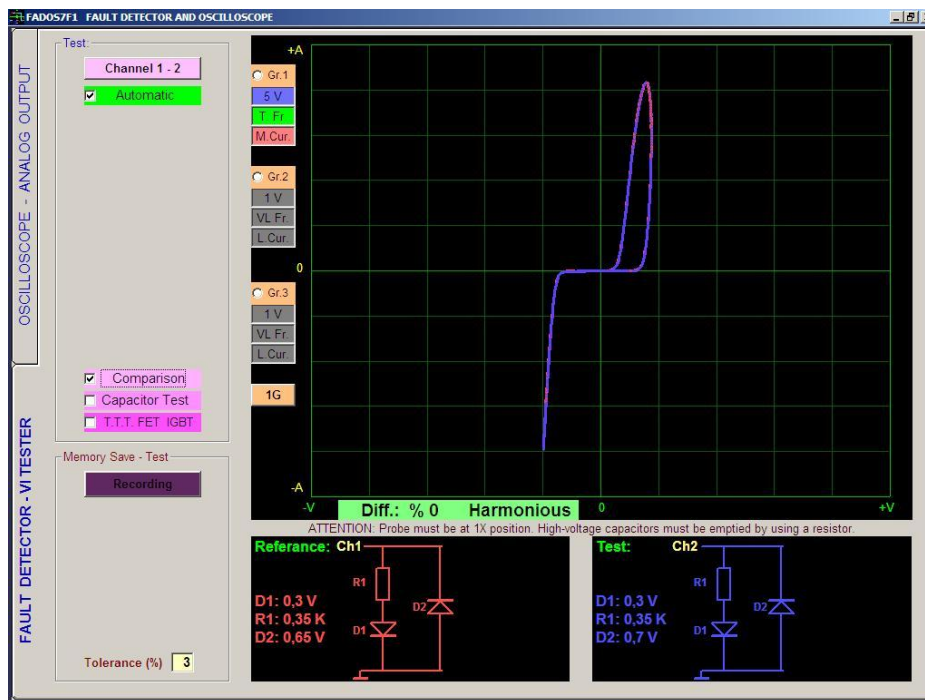 FADOS7F1 FAULT DETECTOR AND OSCILLOSCOPE
OSCILLOSCOPE - ANALOG OUTPUT
FAULT DETECTOR - VI TESTER
Test:
Channel 1 - 2
Automatic
Comparison
Capacitor Test
T.T.T. FET IGBT
Memory Save - Test
Recording
Tolerance (%) 3
Gr.1
5 V
T. Fr
M.Cur.
Gr.2
1 V
VL Fr.
L.Cur.
Gr.3
1 V
VL Fr.
L.Cur.
1G
+A
0
-A
-V
0
+V
Diff.: % 0 Harmonious
ATTENTION: Probe must be at 1X position. High-voltage capacitors must be emptied by using a resistor.
Referance: Ch1
R1
D1: 0,3 V
R1: 0,35 K
D2: 0,65 V
D1
D2
Test: Ch2
R1
D1: 0,3 V
R1: 0,35 K
D2: 0,7 V
D1
D2